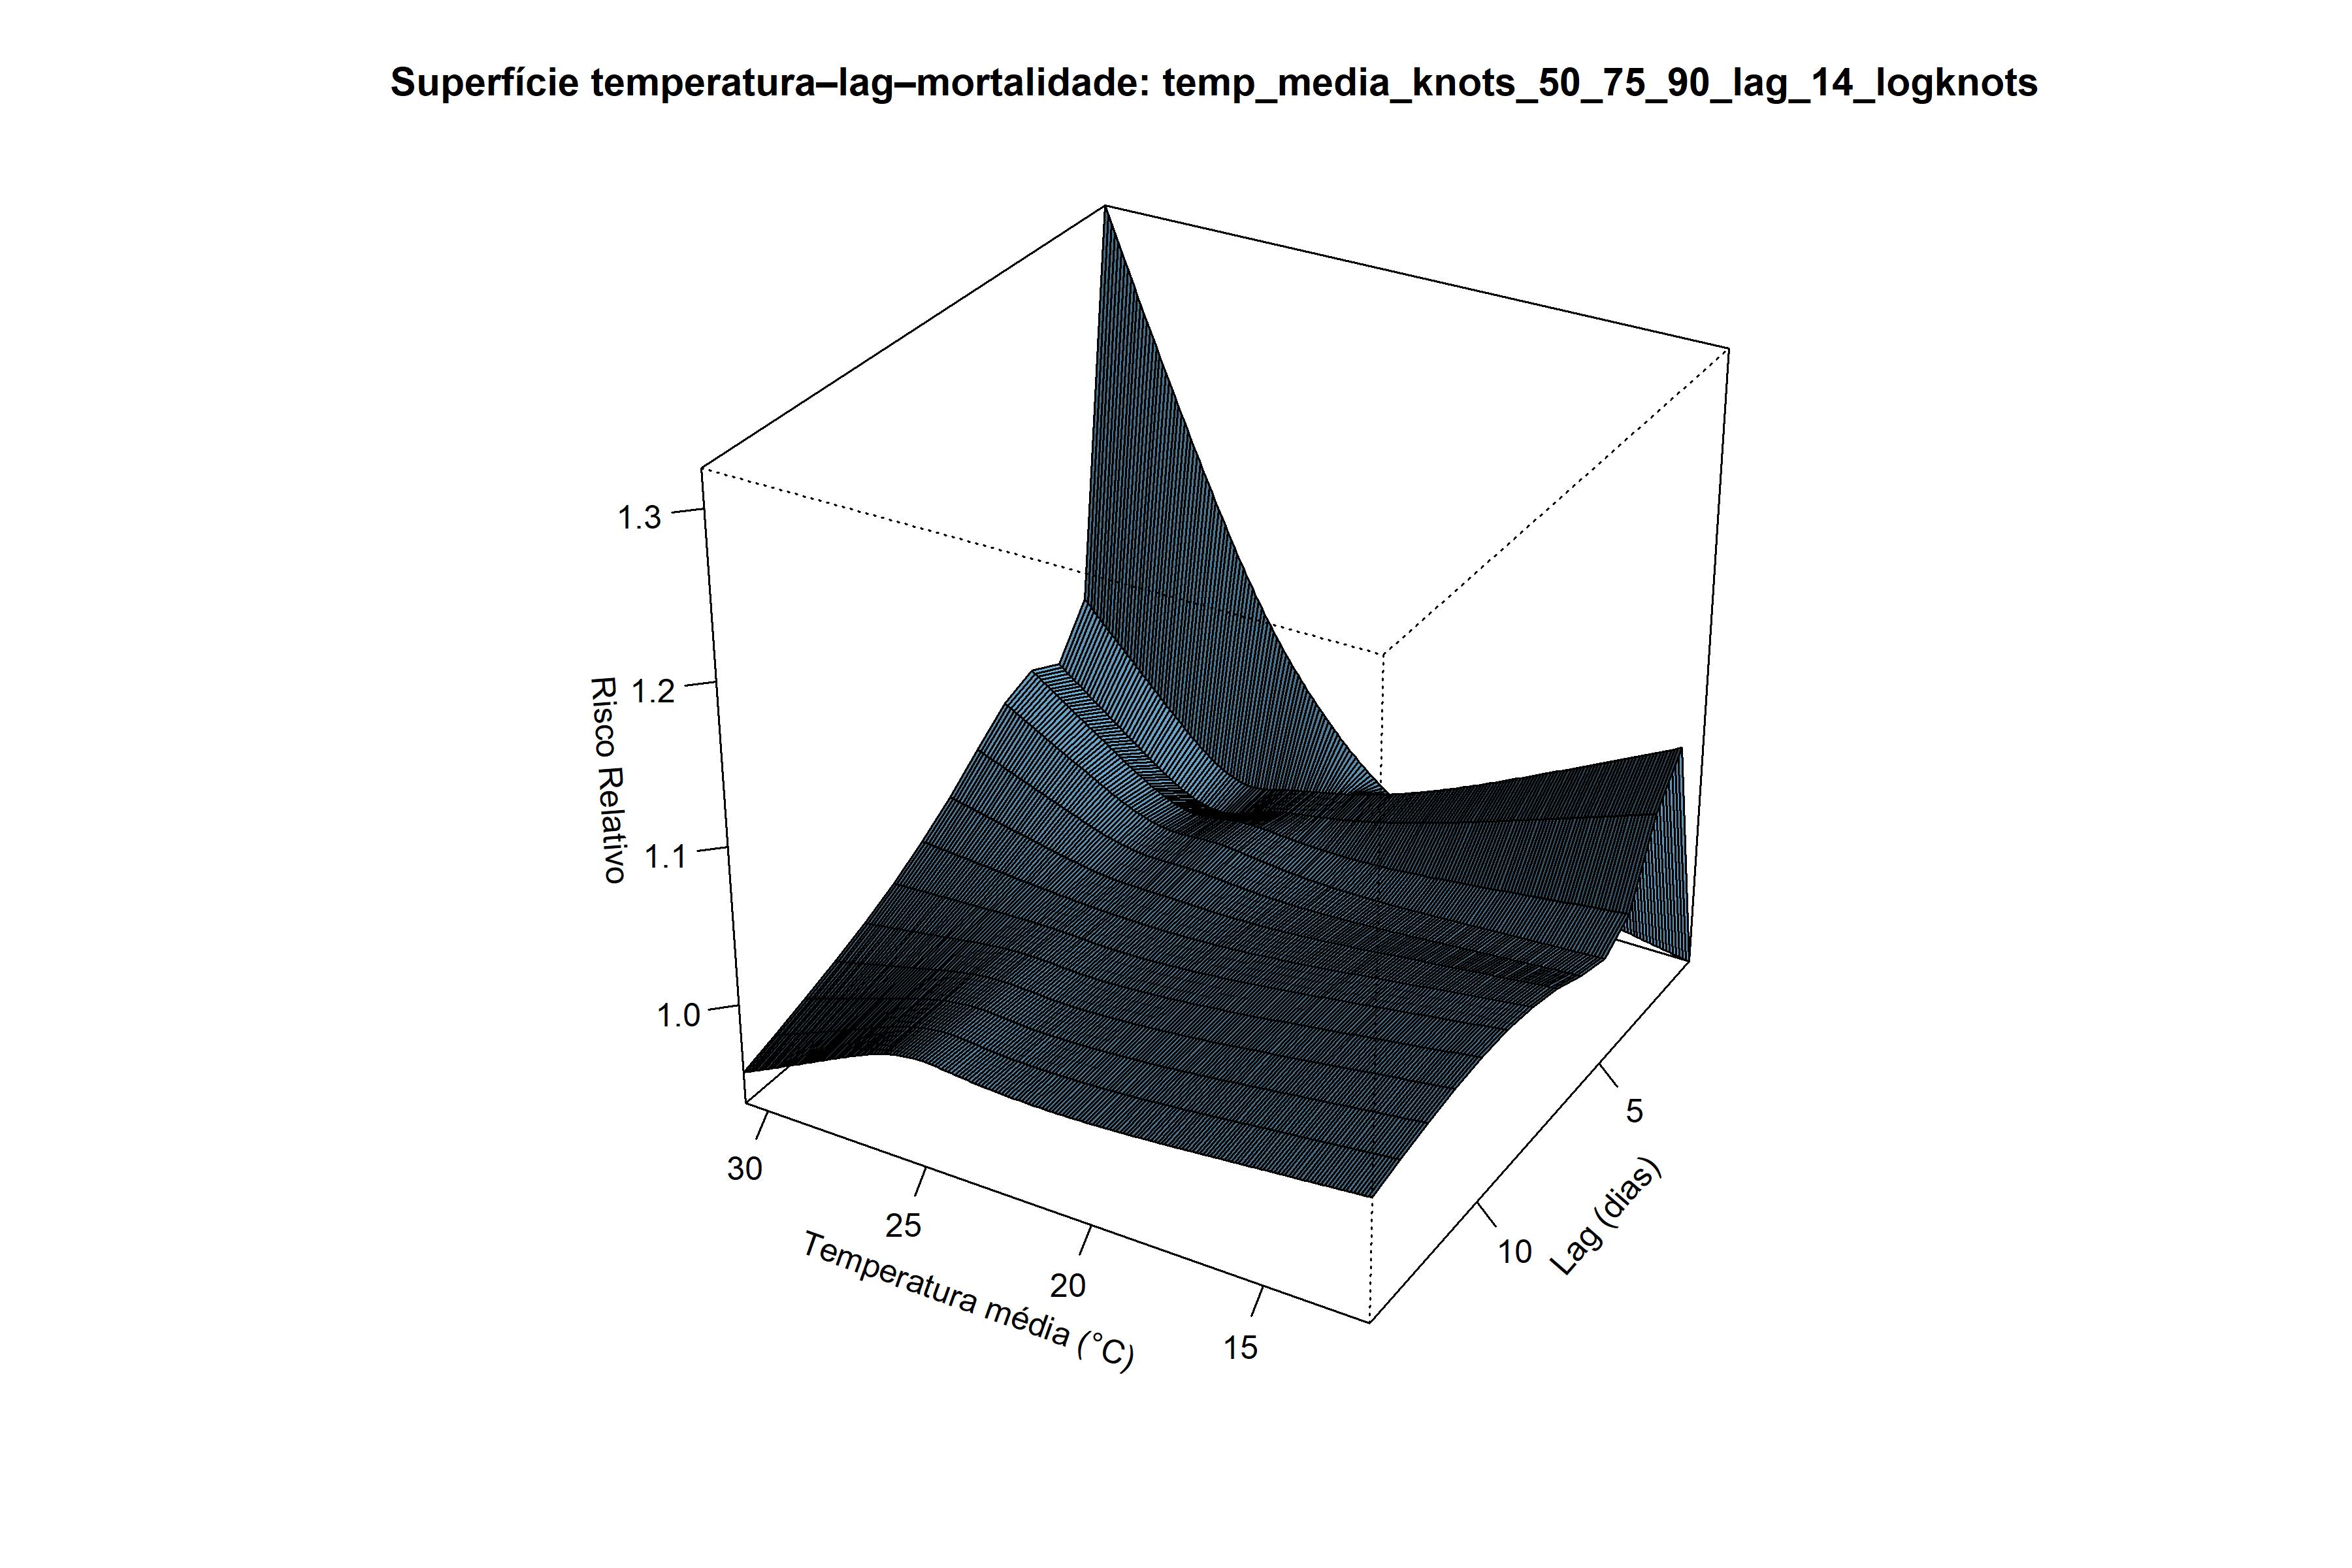 Superfície temperatura–lag–mortalidade: temp_media_knots_50_75_90_lag_14_logknots
1.3
1.2
1.1
1.0
Risco Relativo
30
25
20
15
Temperatura média (°C)
5
10
Lag (dias)